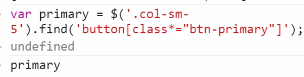 > var primary = $('.col-sm-
5').find('button[class*="btn-primary"]');
< undefined
primary